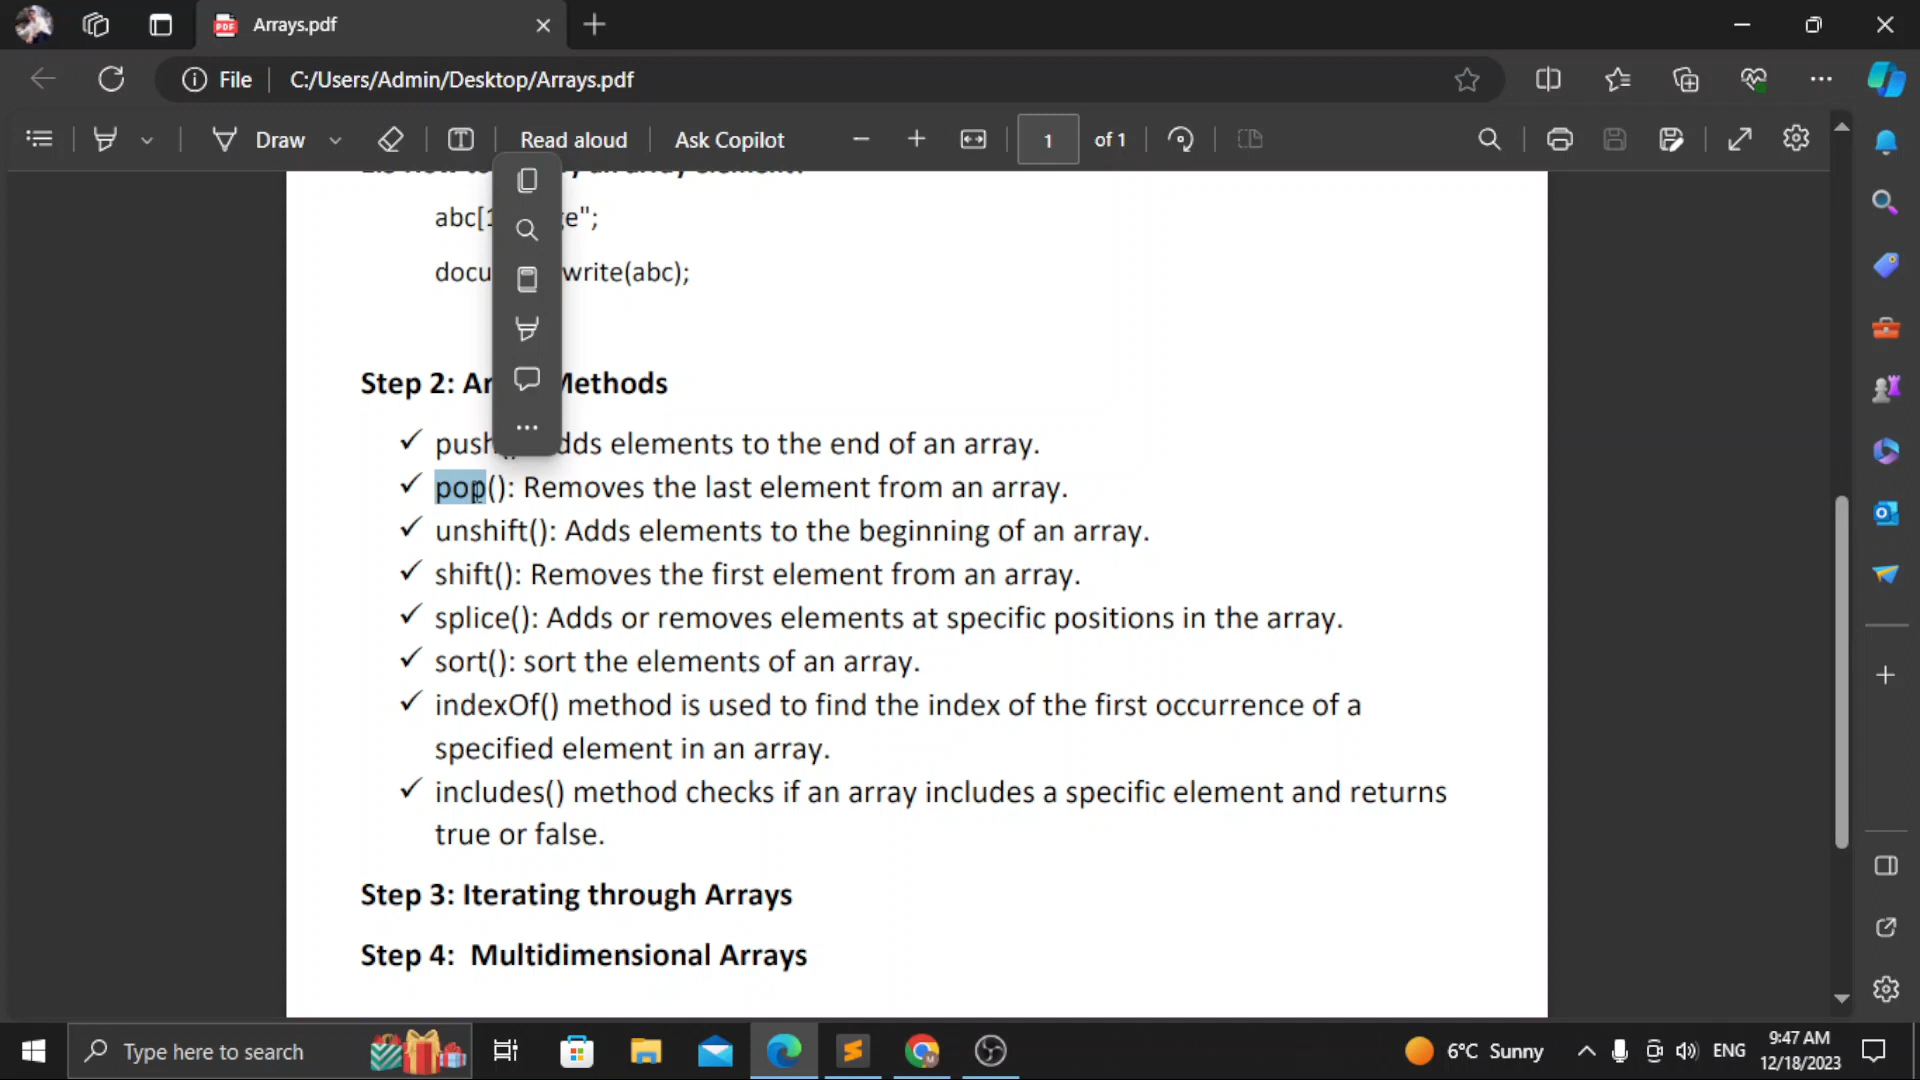 Arrays.pdf
File
C:/Users/Admin/Desktop/Arrays.pdf
Draw
Read aloud
Ask Copilot
1
of 1
abc[1 ge";
docu write(abc);
Step 2: Ar Methods
push dds elements to the end of an array.
pop(): Removes the last element from an array.
unshift(): Adds elements to the beginning of an array.
shift(): Removes the first element from an array.
splice(): Adds or removes elements at specific positions in the array.
sort(): sort the elements of an array.
indexOf() method is used to find the index of the first occurrence of a
specified element in an array.
includes() method checks if an array includes a specific element and returns
true or false.
Step 3: Iterating through Arrays
Step 4:  Multidimensional Arrays
Type here to search
6°C Sunny
ENG
9:47 AM
12/18/2023